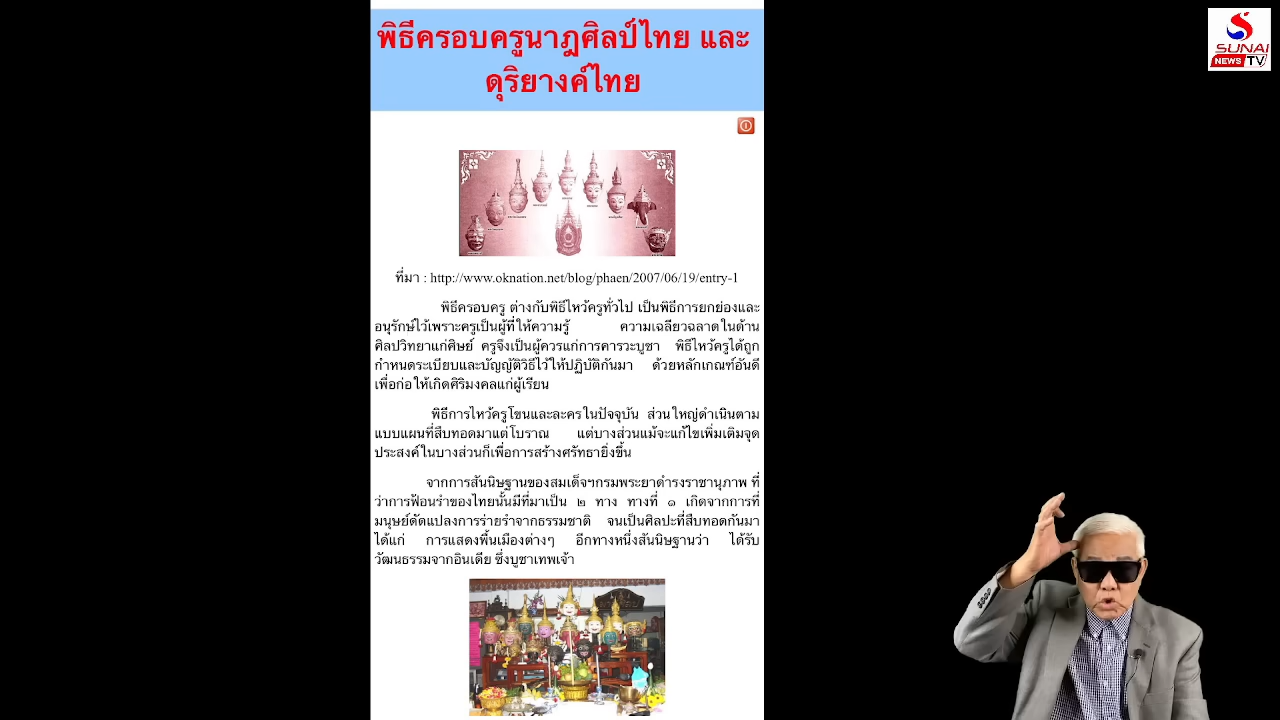 พิธีครอบครูนาฏศิลป์ไทย และ
ดุริยางค์ไทย
SUNAI
NEWS TV
ที่มา : http://www.oknation.net/blog/phaen/2007/06/19/entry-1
พิธีครอบครู ต่างกับพิธีไหว้ครูทั่วไป เป็นพิธีการยกย่องและ
อนุรักษ์ไว้เพราะครูเป็นผู้ที่ให้ความรู้ ความเฉลียวฉลาดในด้าน
ศิลปวิทยาแก่ศิษย์ ครูจึงเป็นผู้ควรแก่การคารวะบูชา พิธีไหว้ครูได้ถูก
กำหนดระเบียบและบัญญัติวิธีไว้ให้ปฏิบัติกันมา ด้วยหลักเกณฑ์อันดี
เพื่อก่อให้เกิดศิริมงคลแก่ผู้เรียน
พิธีการไหว้ครูโขนและละครในปัจจุบัน ส่วนใหญ่ดำเนินตาม
แบบแผนที่สืบทอดมาแต่โบราณ แต่บางส่วนแม้จะแก้ไขเพิ่มเติมจุด
ประสงค์ในบางส่วนก็เพื่อการสร้างศรัทธายิ่งขึ้น
จากการสันนิษฐานของสมเด็จฯกรมพระยาดำรงราชานุภาพ ที่
ว่าการฟ้อนรำของไทยนั้นมีที่มาเป็น ๒ ทาง ทางที่ ๑ เกิดจากการที่
มนุษย์ดัดแปลงการร่ายรำจากธรรมชาติ จนเป็นศิลปะที่สืบทอดกันมา
ได้แก่ การแสดงพื้นเมืองต่างๆ อีกทางหนึ่งสันนิษฐานว่า ได้รับ
วัฒนธรรมจากอินเดีย ซึ่งบูชาเทพเจ้า